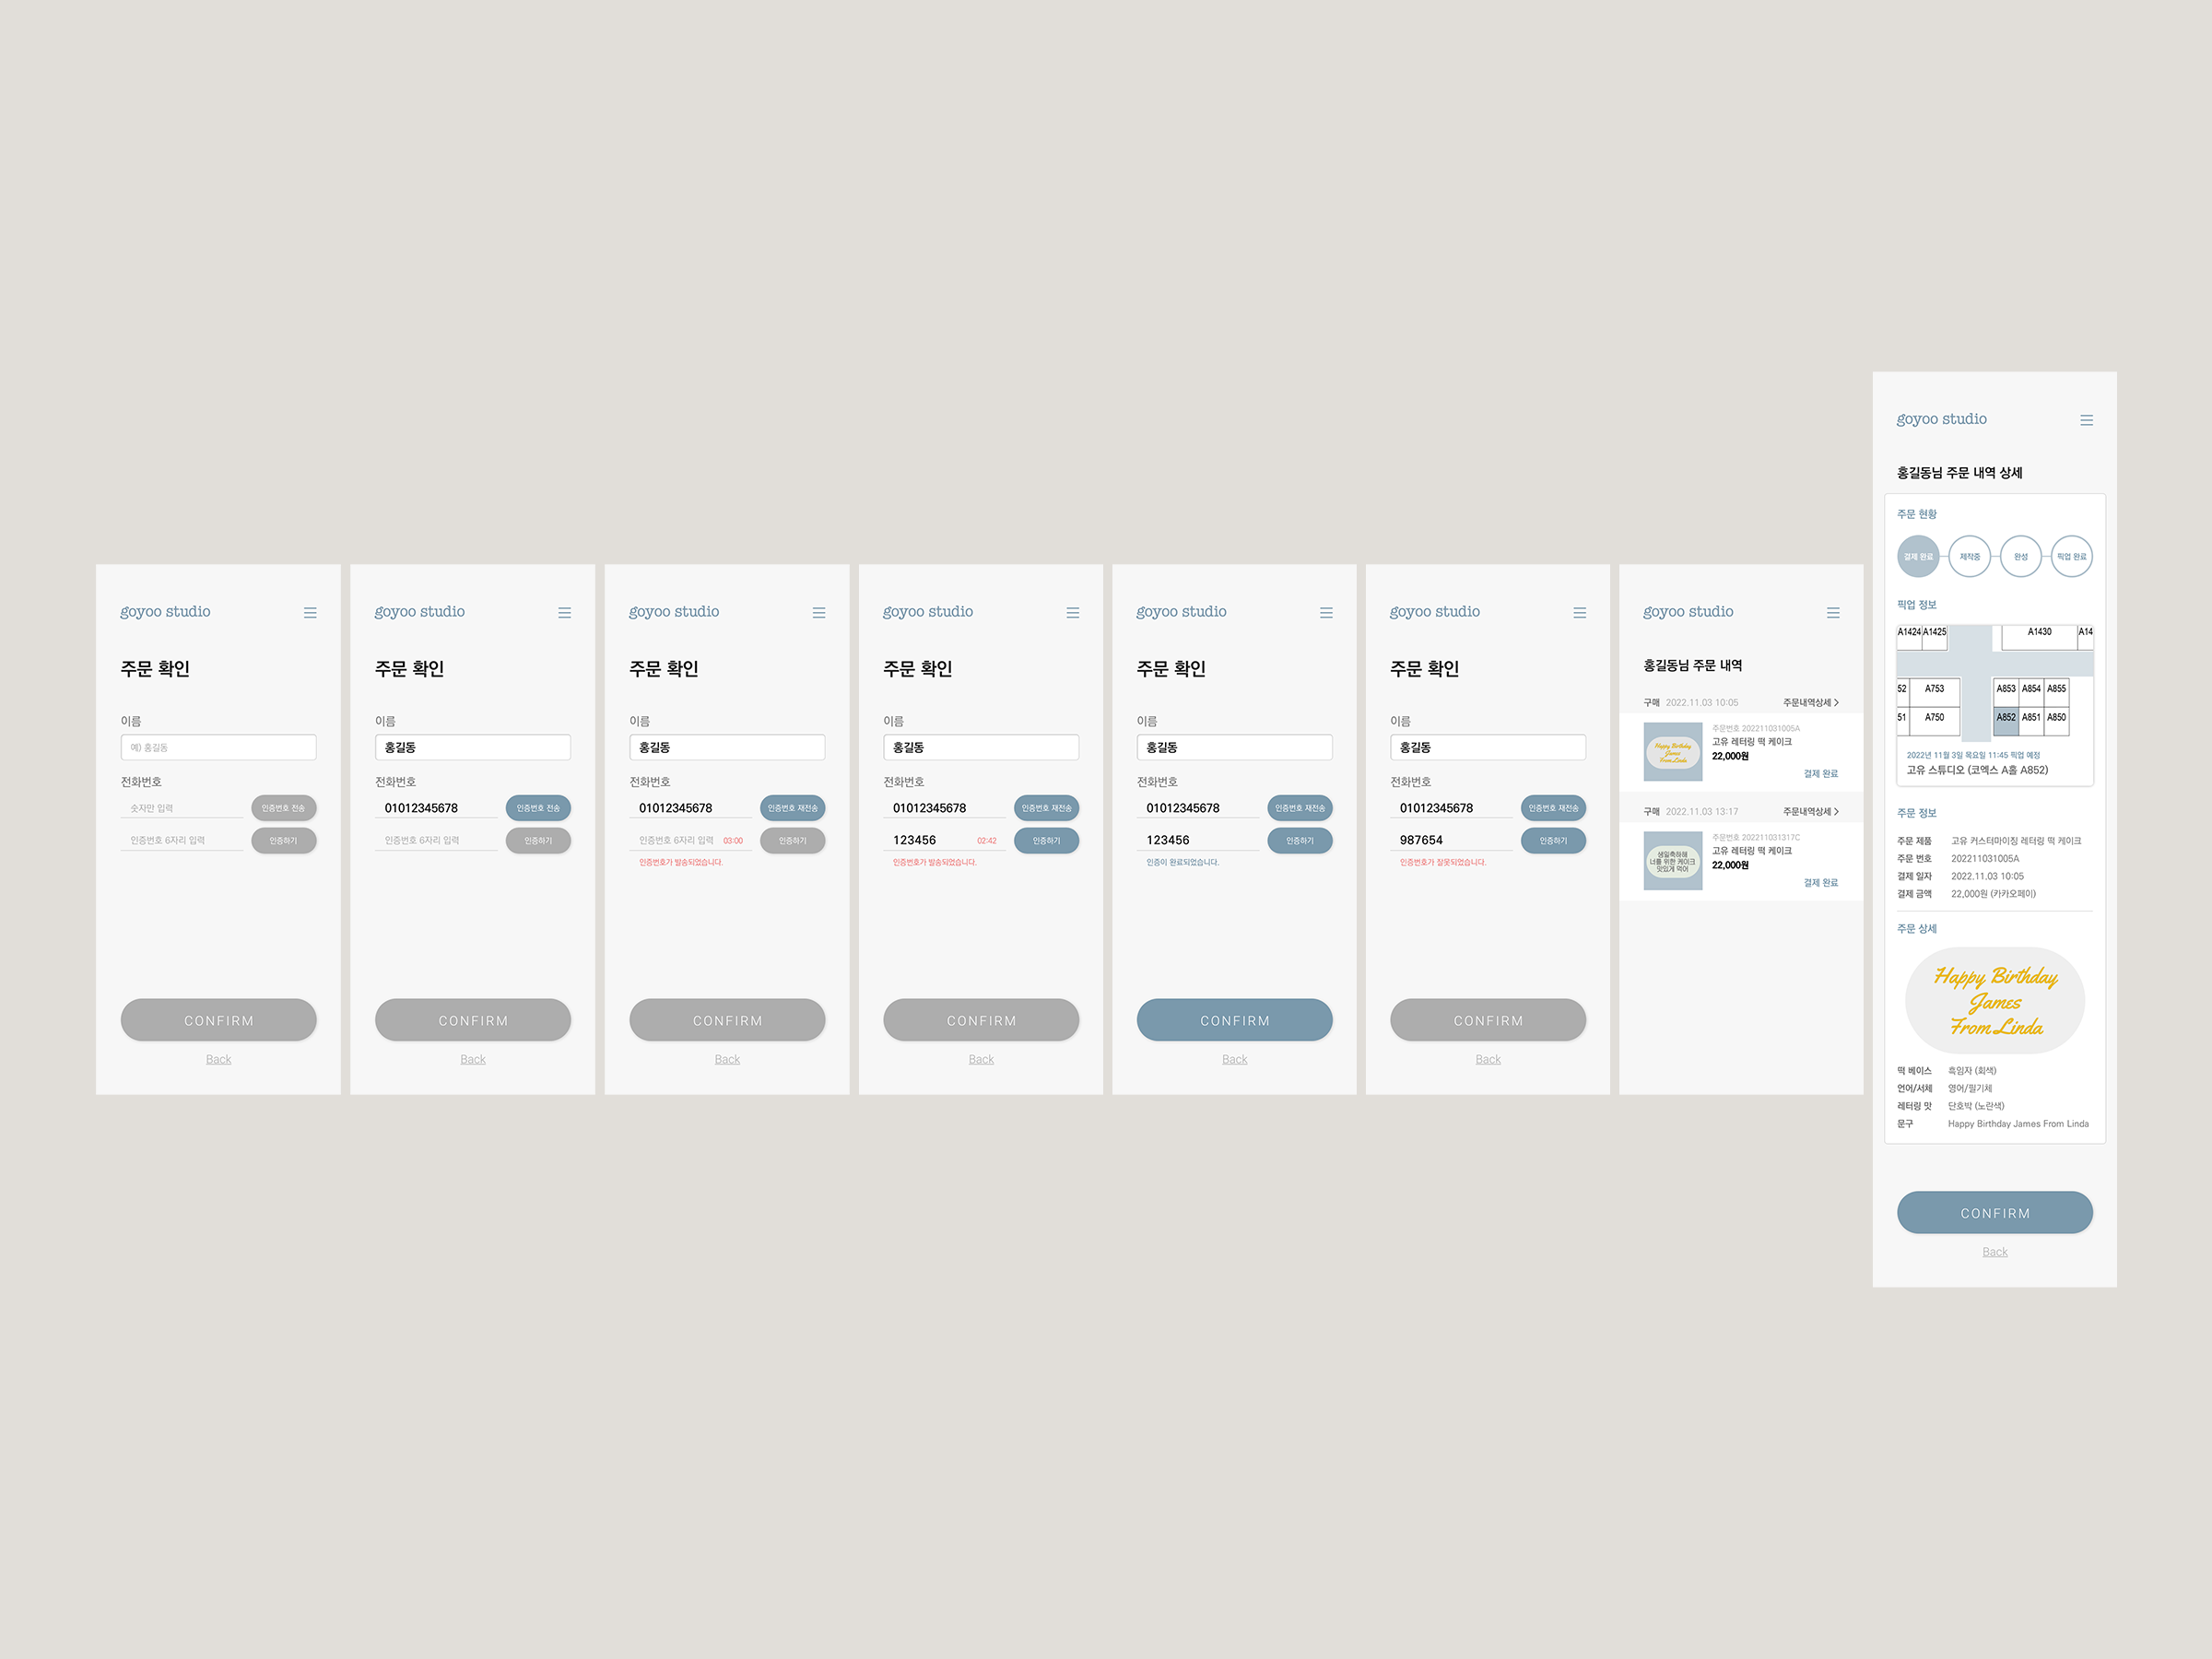 goyoo studio
주문 확인
이름
예) 홍길동
전화번호
숫자만 입력 인증번호 전송
인증번호 6자리 입력 인증하기
CONFIRM
Back
goyoo studio
주문 확인
이름
홍길동
전화번호
01012345678 인증번호 전송
인증번호 6자리 입력 인증하기
CONFIRM
Back
goyoo studio
주문 확인
이름
홍길동
전화번호
01012345678 인증번호 재전송
인증번호 6자리 입력 03:00 인증하기
인증번호가 발송되었습니다.
CONFIRM
Back
goyoo studio
주문 확인
이름
홍길동
전화번호
01012345678 인증번호 재전송
123456 02:42 인증하기
인증번호가 발송되었습니다.
CONFIRM
Back
goyoo studio
주문 확인
이름
홍길동
전화번호
01012345678 인증번호 재전송
123456 인증하기
인증이 완료되었습니다.
CONFIRM
Back
goyoo studio
주문 확인
이름
홍길동
전화번호
01012345678 인증번호 재전송
987654 인증하기
인증번호가 잘못되었습니다.
CONFIRM
Back
goyoo studio
홍길동님 주문 내역
구매 2022.11.03 10:05 주문내역상세 >
Happy Birthday
James
From Linda
주문번호 202211031005A
고유 레터링 떡 케이크
22,000원
결제 완료
구매 2022.11.03 13:17 주문내역상세 >
생일축하해
너를 위한 케이크
맛있게 먹어
주문번호 202211031317C
고유 레터링 떡 케이크
22,000원
결제 완료
goyoo studio
홍길동님 주문 내역 상세
주문 현황
결제 완료 제작중 완성 픽업 완료
픽업 정보
A1424 A1425 A1430 A14
52 A753 A853 A854 A855
51 A750 A852 A851 A850
2022년 11월 3일 목요일 11:45 픽업 예정
고유 스튜디오 (코엑스 A홀 A852)
주문 정보
주문 제품 고유 커스터마이징 레터링 떡 케이크
주문 번호 202211031005A
결제 일자 2022.11.03 10:05
결제 금액 22,000원 (카카오페이)
주문 상세
Happy Birthday
James
From Linda
떡 베이스 흑임자 (회색)
언어/서체 영어/필기체
레터링 맛 단호박 (노란색)
문구 Happy Birthday James From Linda
CONFIRM
Back